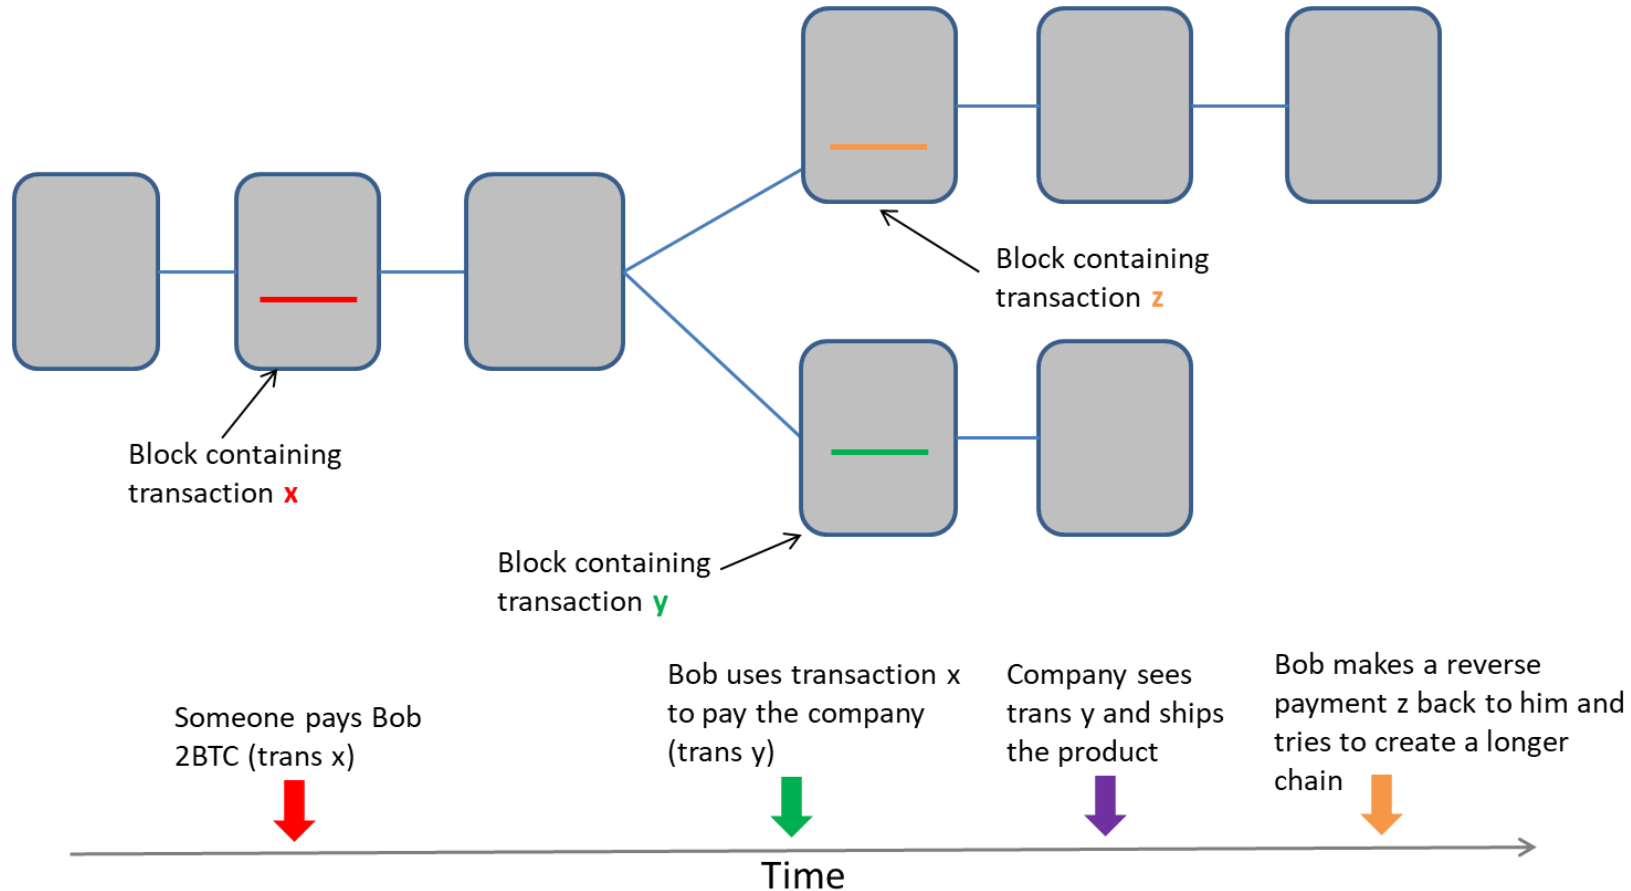 Block containing
transaction z
Block containing
transaction x
Block containing
transaction y
Someone pays Bob
2BTC (trans x)
Bob uses transaction x
to pay the company
(trans y)
Company sees
trans y and ships
the product
Bob makes a reverse
payment z back to him and
tries to create a longer
chain
Time